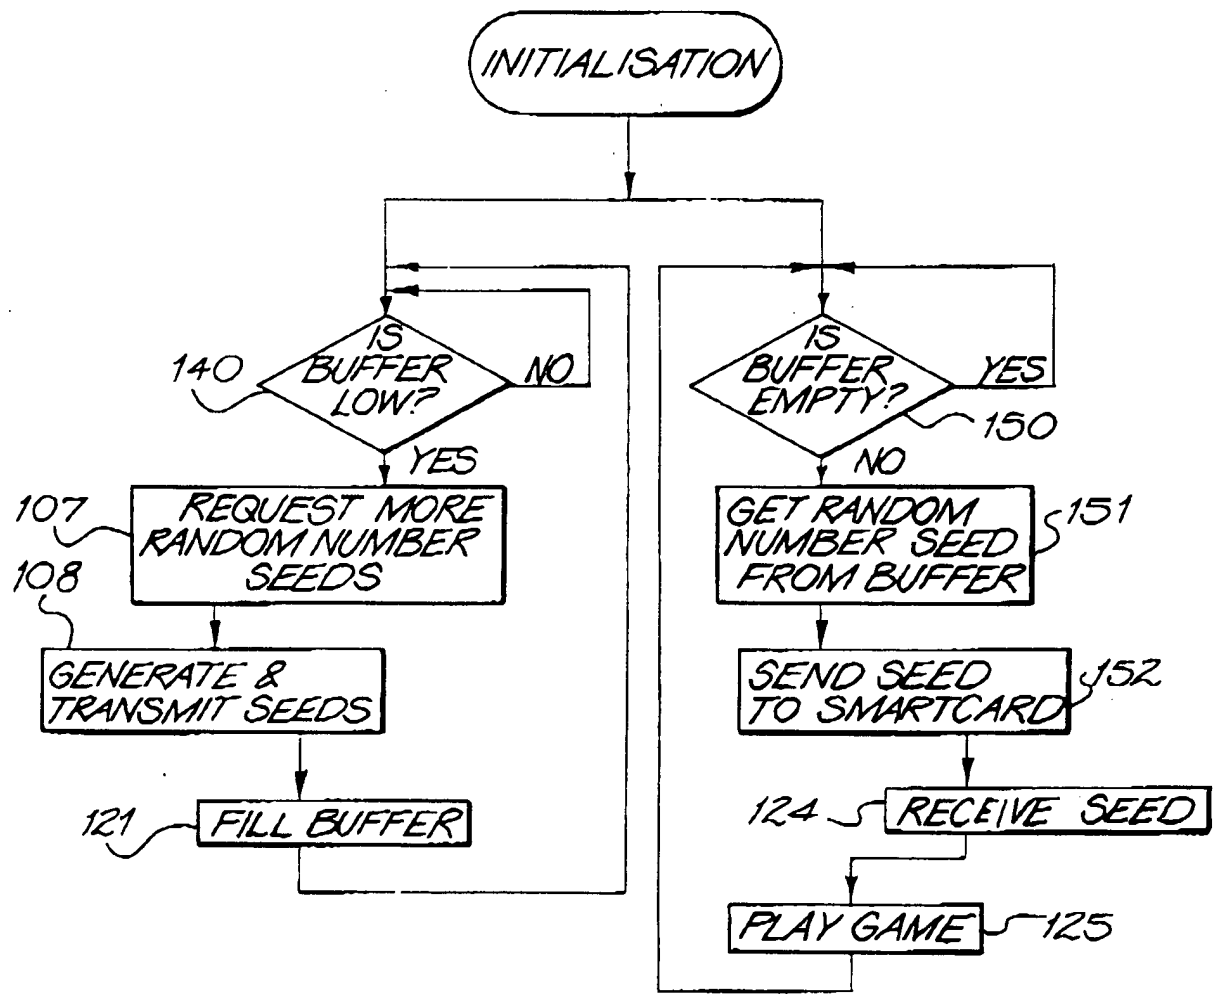 INITIALISATION
IS
BUFFER
LOW?
140
NO
YES
REQUEST MORE
RANDOM NUMBER
SEEDS
107
108
GENERATE &
TRANSMIT SEEDS
121
FILL BUFFER
IS
BUFFER
EMPTY?
YES
150
NO
GET RANDOM
NUMBER SEED
FROM BUFFER
151
SEND SEED
TO SMARTCARD
152
124
RECEIVE SEED
PLAY GAME
125